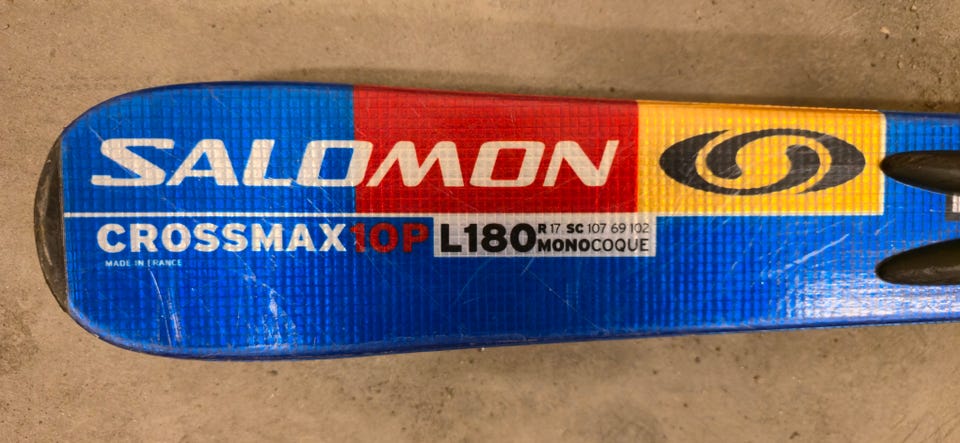 SALOMON
CROSSMAX 10P L180 R 17 SC 107 69 102
MONOCOQUE
MADE IN FRANCE